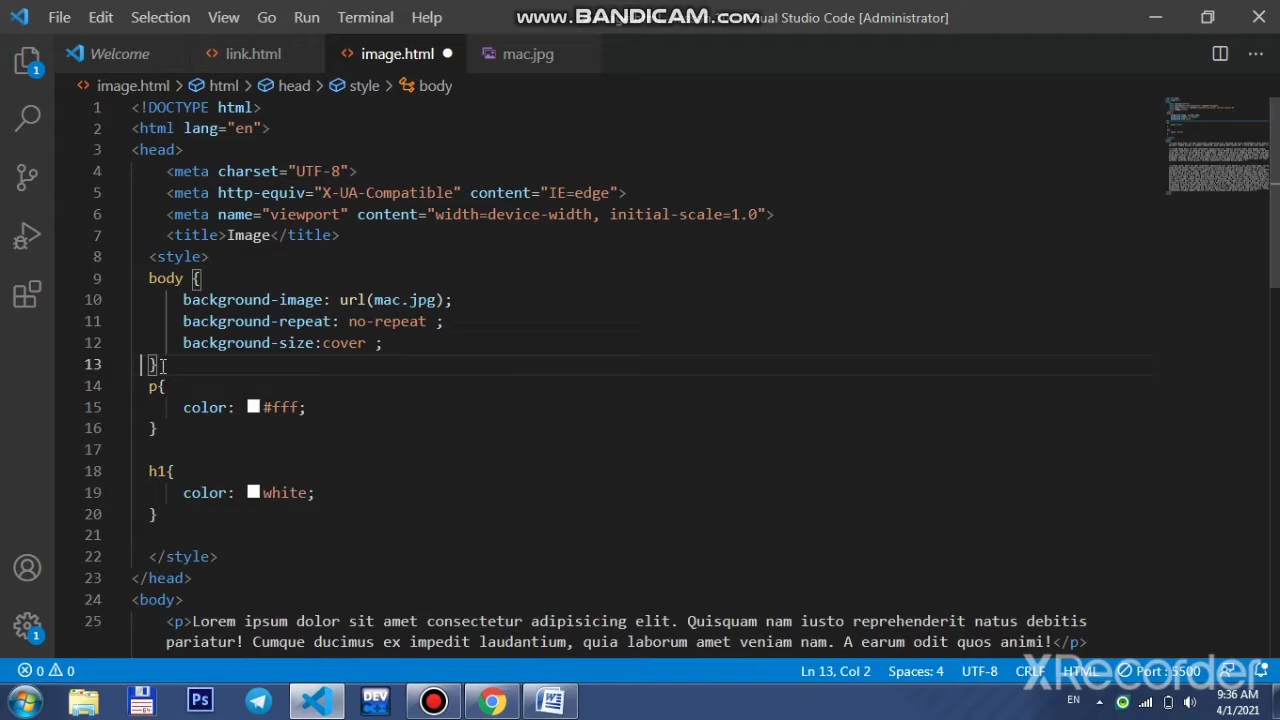 File Edit Selection View Go Run Terminal Help www.BANDICAM.com Visual Studio Code [Administrator]
Welcome link.html image.html mac.jpg
image.html html head style body
1 <!DOCTYPE html>
2 <html lang="en">
3 <head>
4 <meta charset="UTF-8">
5 <meta http-equiv="X-UA-Compatible" content="IE=edge">
6 <meta name="viewport" content="width=device-width, initial-scale=1.0">
7 <title>Image</title>
8 <style>
9 body {
10 background-image: url(mac.jpg);
11 background-repeat: no-repeat ;
12 background-size:cover ;
13 }
14 p{
15 color: #fff;
16 }
17
18 h1{
19 color: white;
20 }
21
22 </style>
23 </head>
24 <body>
25 <p>Lorem ipsum dolor sit amet consectetur adipisicing elit. Quisquam nam iusto reprehenderit natus debitis
pariatur! Cumque ducimus ex impedit laudantium, quia laborum amet veniam nam. A earum odit quos animi!</p>
0 0 Ln 13, Col 2 Spaces: 4 UTF-8 CRLF HTML Port : 5500
XRecorder
Ps DEV EN 9:36 AM
4/1/2021